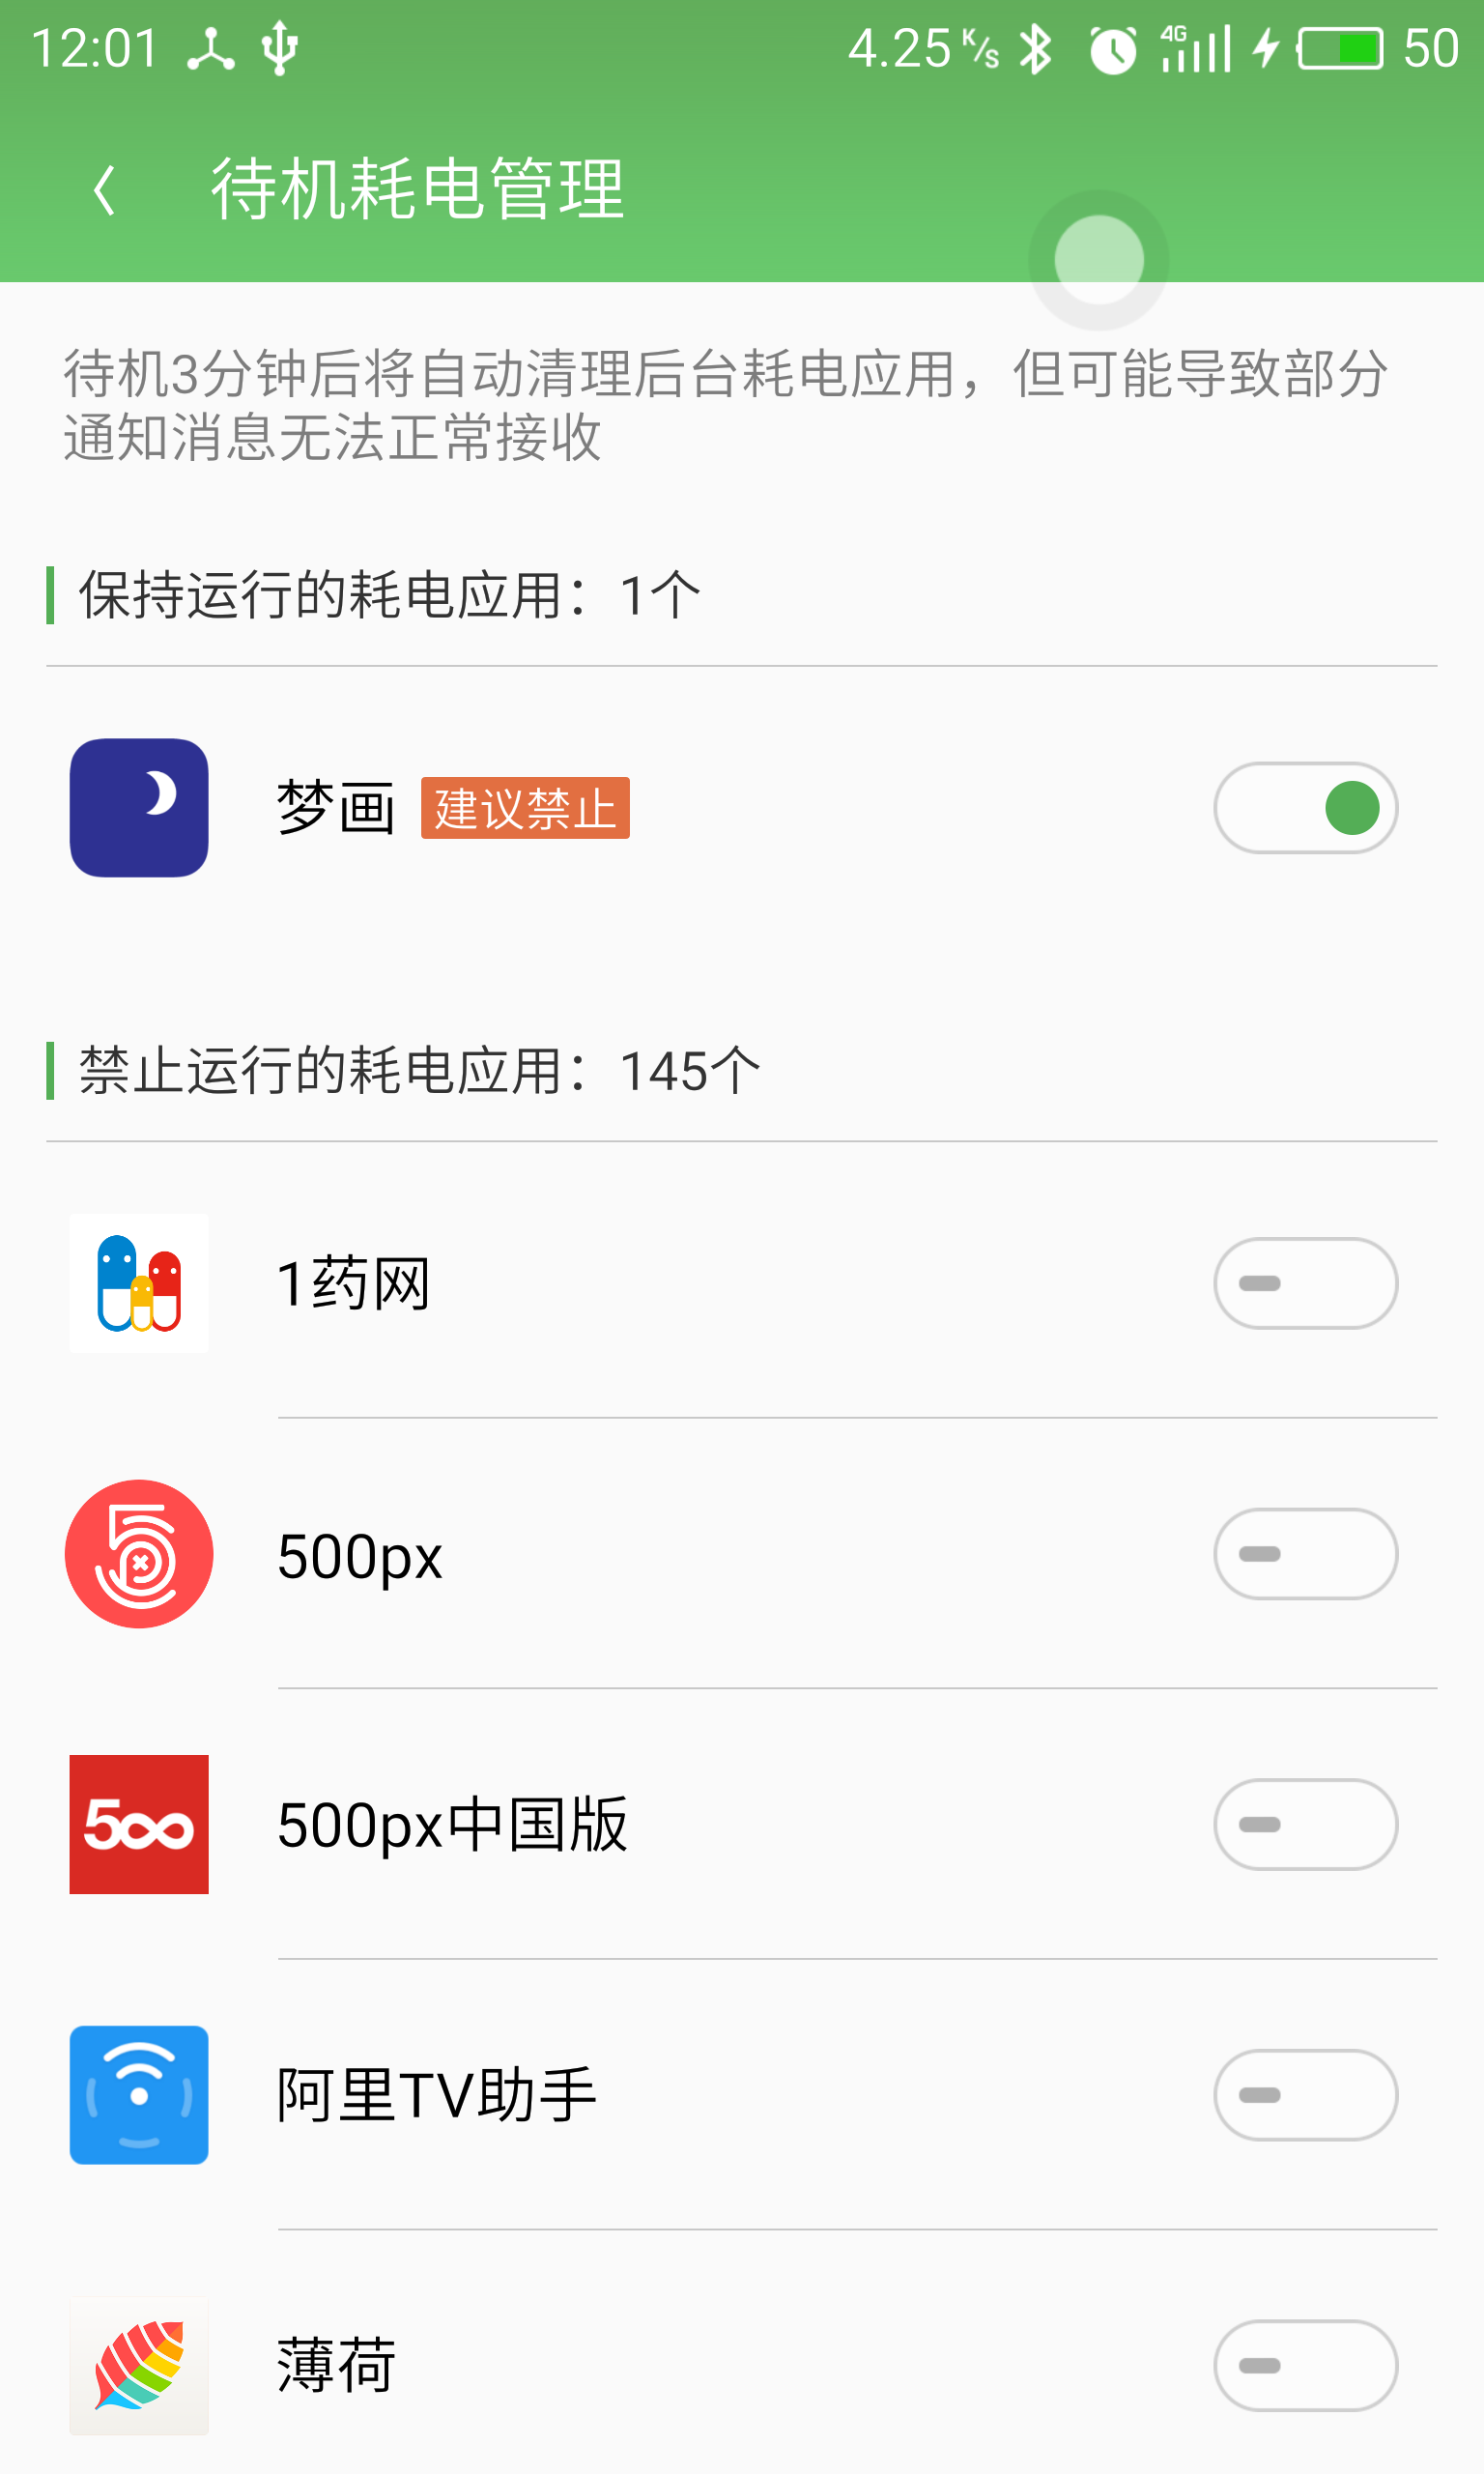 12:01 4.25 K/s 4G 50
待机耗电管理
待机3分钟后将自动清理后台耗电应用，但可能导致部分
通知消息无法正常接收
保持运行的耗电应用：1个
梦画 建议禁止
禁止运行的耗电应用：145个
1药网
500px
500px中国版
阿里TV助手
薄荷